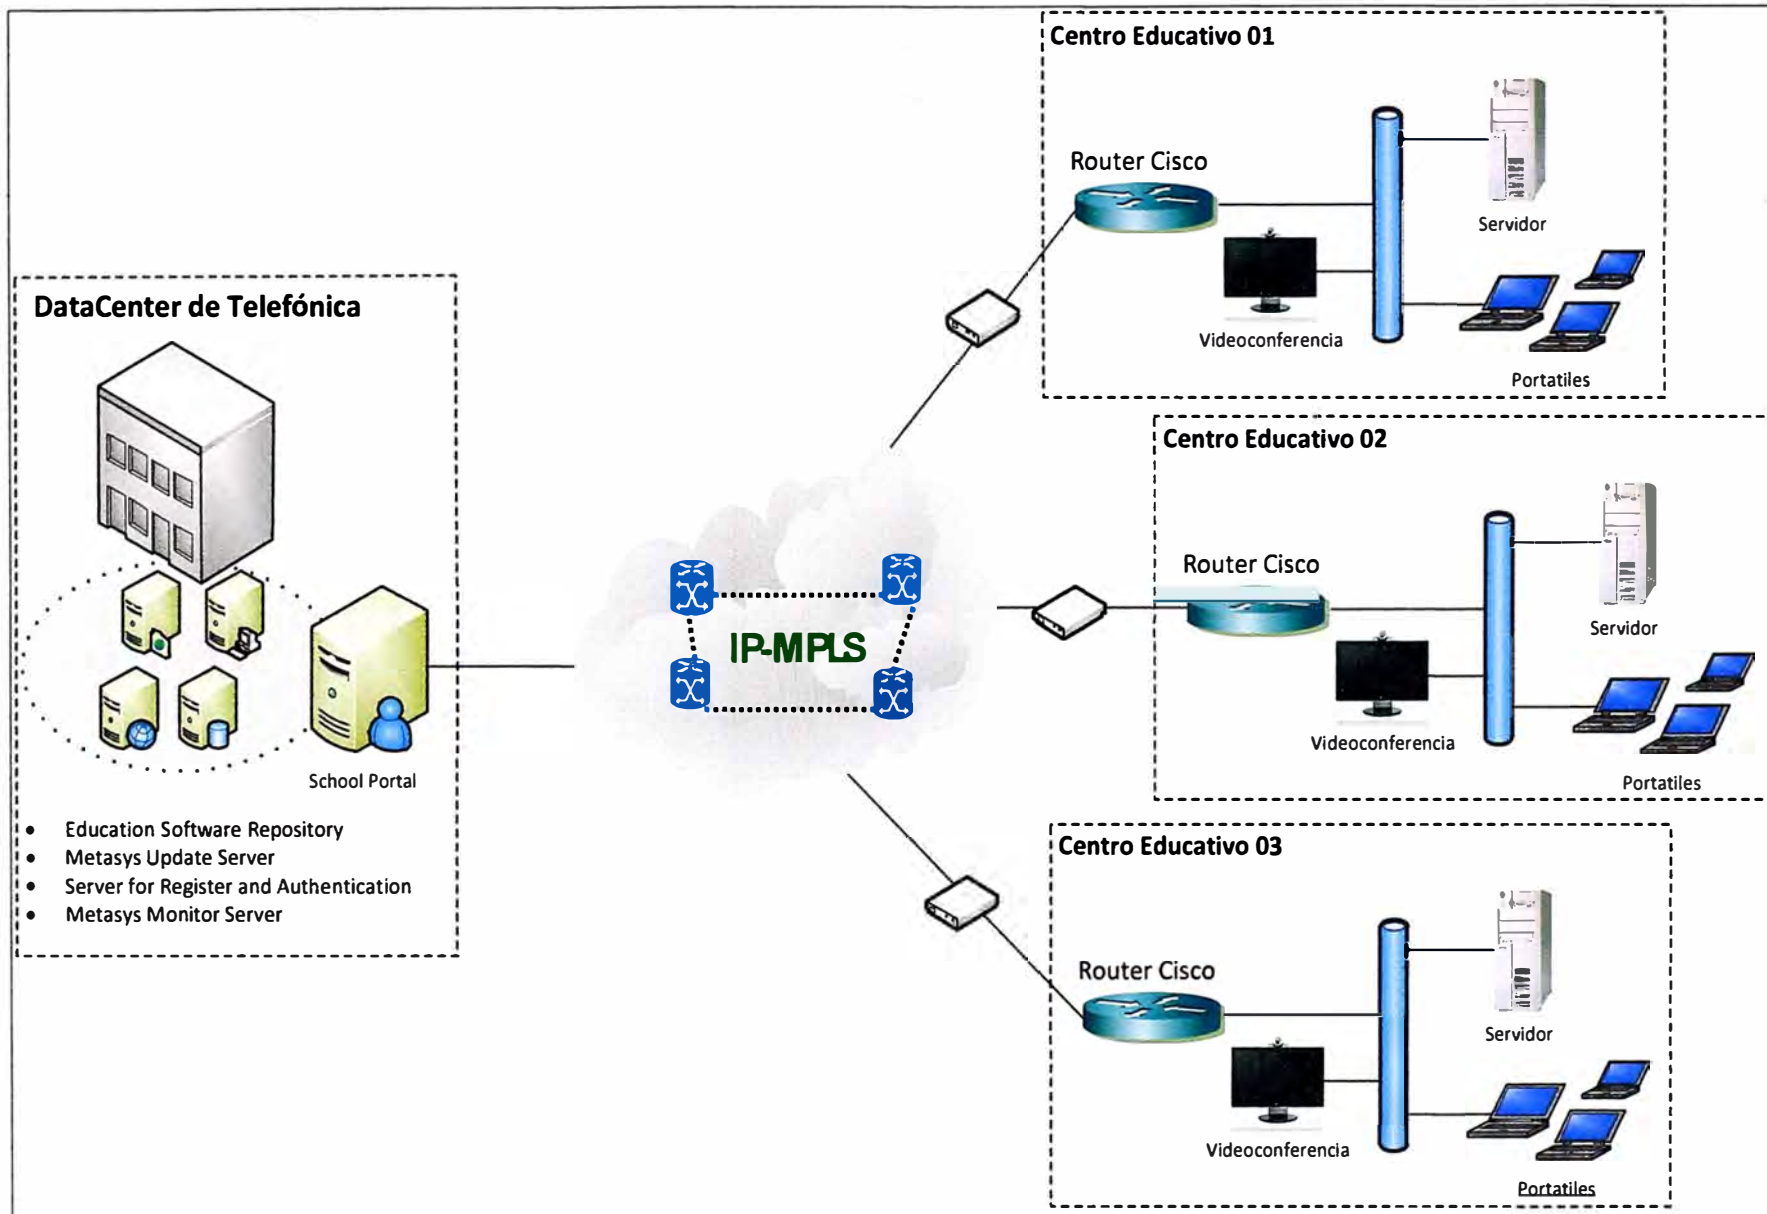 Centro Educativo 01
Router Cisco
Servidor
Videoconferencia
Portatiles
DataCenter de Telefónica
School Portal
• Education Software Repository
• Metasys Update Server
• Server for Register and Authentication
• Metasys Monitor Server
IP-MPLS
Centro Educativo 02
Router Cisco
Servidor
Videoconferencia
Portatiles
Centro Educativo 03
Router Cisco
Servidor
Videoconferencia
Portatiles